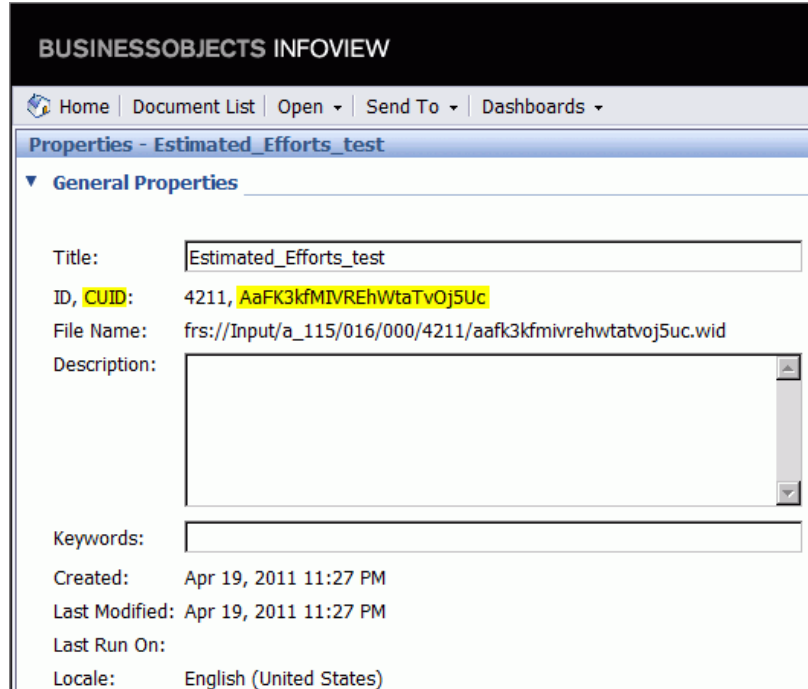 BUSINESSOBJECTS INFOVIEW
Home Document List Open Send To Dashboards
Properties - Estimated_Efforts_test
General Properties
Title: Estimated_Efforts_test
ID, CUID: 4211, AaFK3kfMIVREhWtaTvOj5Uc
File Name: frs://Input/a_115/016/000/4211/aafk3kfmivrehwtatvoj5uc.wid
Description:
Keywords:
Created: Apr 19, 2011 11:27 PM
Last Modified: Apr 19, 2011 11:27 PM
Last Run On:
Locale: English (United States)